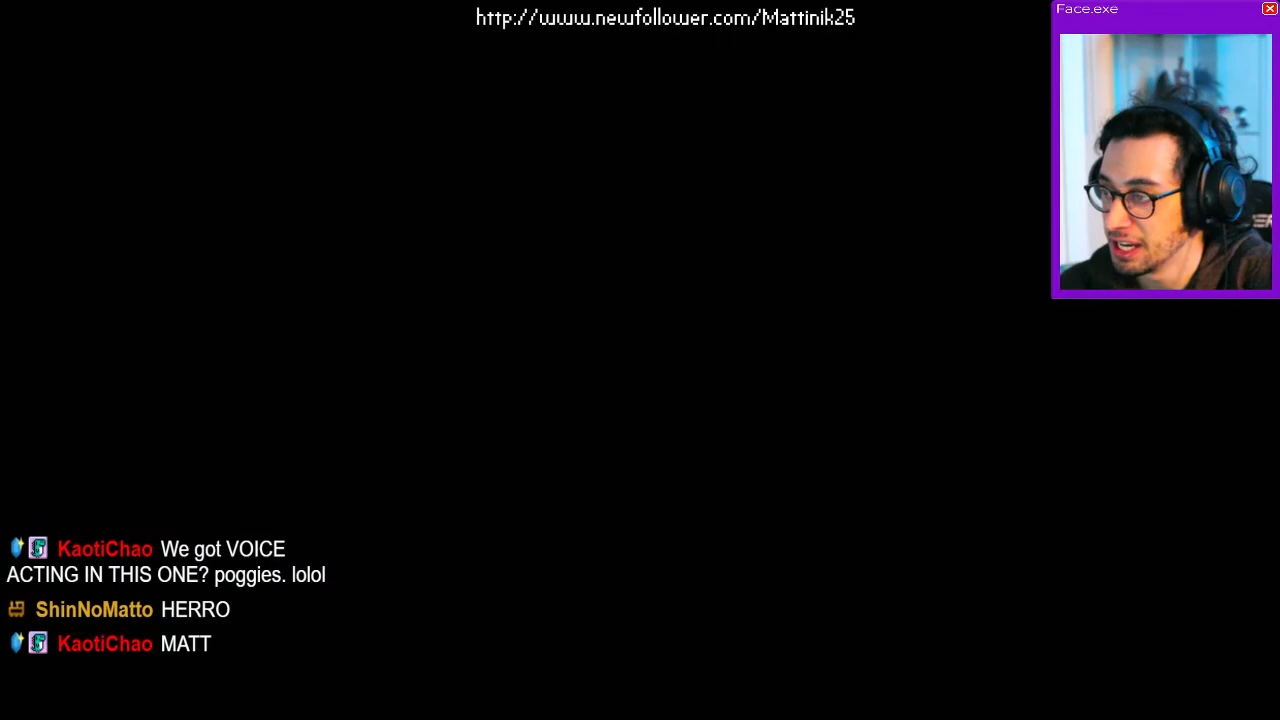 http://www.newfollower.com/Mattinik25
Face.exe
KaotiChao We got VOICE
ACTING IN THIS ONE? poggies. lolol
ShinNoMatto HERRO
KaotiChao MATT